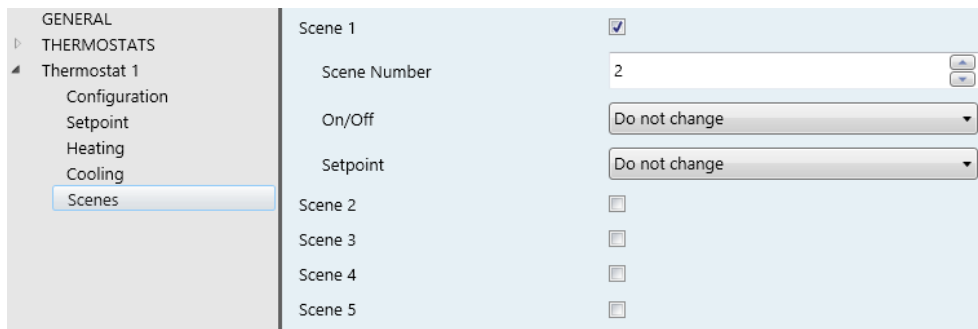 GENERAL
THERMOSTATS
Thermostat 1
Configuration
Setpoint
Heating
Cooling
Scenes
Scene 1
Scene Number 2
On/Off Do not change
Setpoint Do not change
Scene 2
Scene 3
Scene 4
Scene 5